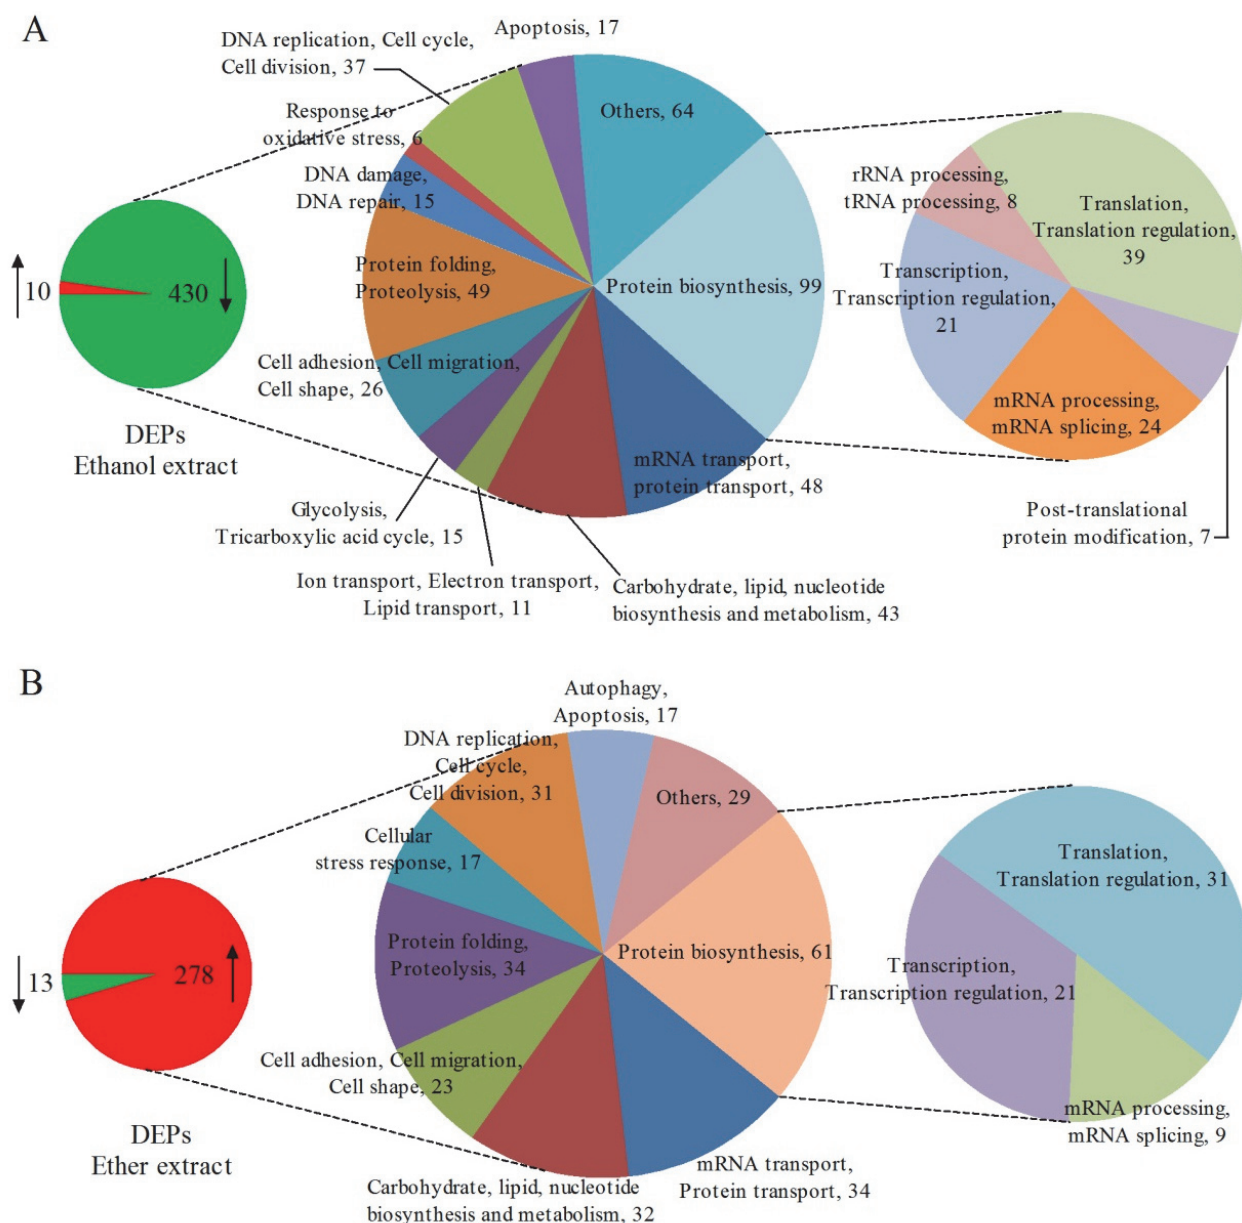 A
Apoptosis, 17
DNA replication, Cell cycle,
Cell division, 37
Others, 64
Response to
oxidative stress, 6
DNA damage,
DNA repair, 15
rRNA processing,
tRNA processing, 8
Translation,
Translation regulation,
39
10
430
Protein folding,
Proteolysis, 49
Protein biosynthesis, 99
Transcription,
Transcription regulation,
21
Cell adhesion, Cell migration,
Cell shape, 26
mRNA processing,
mRNA splicing, 24
DEPs
Ethanol extract
mRNA transport,
protein transport, 48
Glycolysis,
Tricarboxylic acid cycle, 15
Post-translational
protein modification, 7
Ion transport, Electron transport,
Lipid transport, 11
Carbohydrate, lipid, nucleotide
biosynthesis and metabolism, 43
B
Autophagy,
Apoptosis, 17
DNA replication,
Cell cycle,
Cell division, 31
Others, 29
Cellular
stress response, 17
Translation,
Translation regulation, 31
Protein folding,
Proteolysis, 34
Protein biosynthesis, 61
13
278
Transcription,
Transcription regulation, 21
Cell adhesion, Cell migration,
Cell shape, 23
mRNA processing,
mRNA splicing, 9
DEPs
Ether extract
mRNA transport,
Protein transport, 34
Carbohydrate, lipid, nucleotide
biosynthesis and metabolism, 32